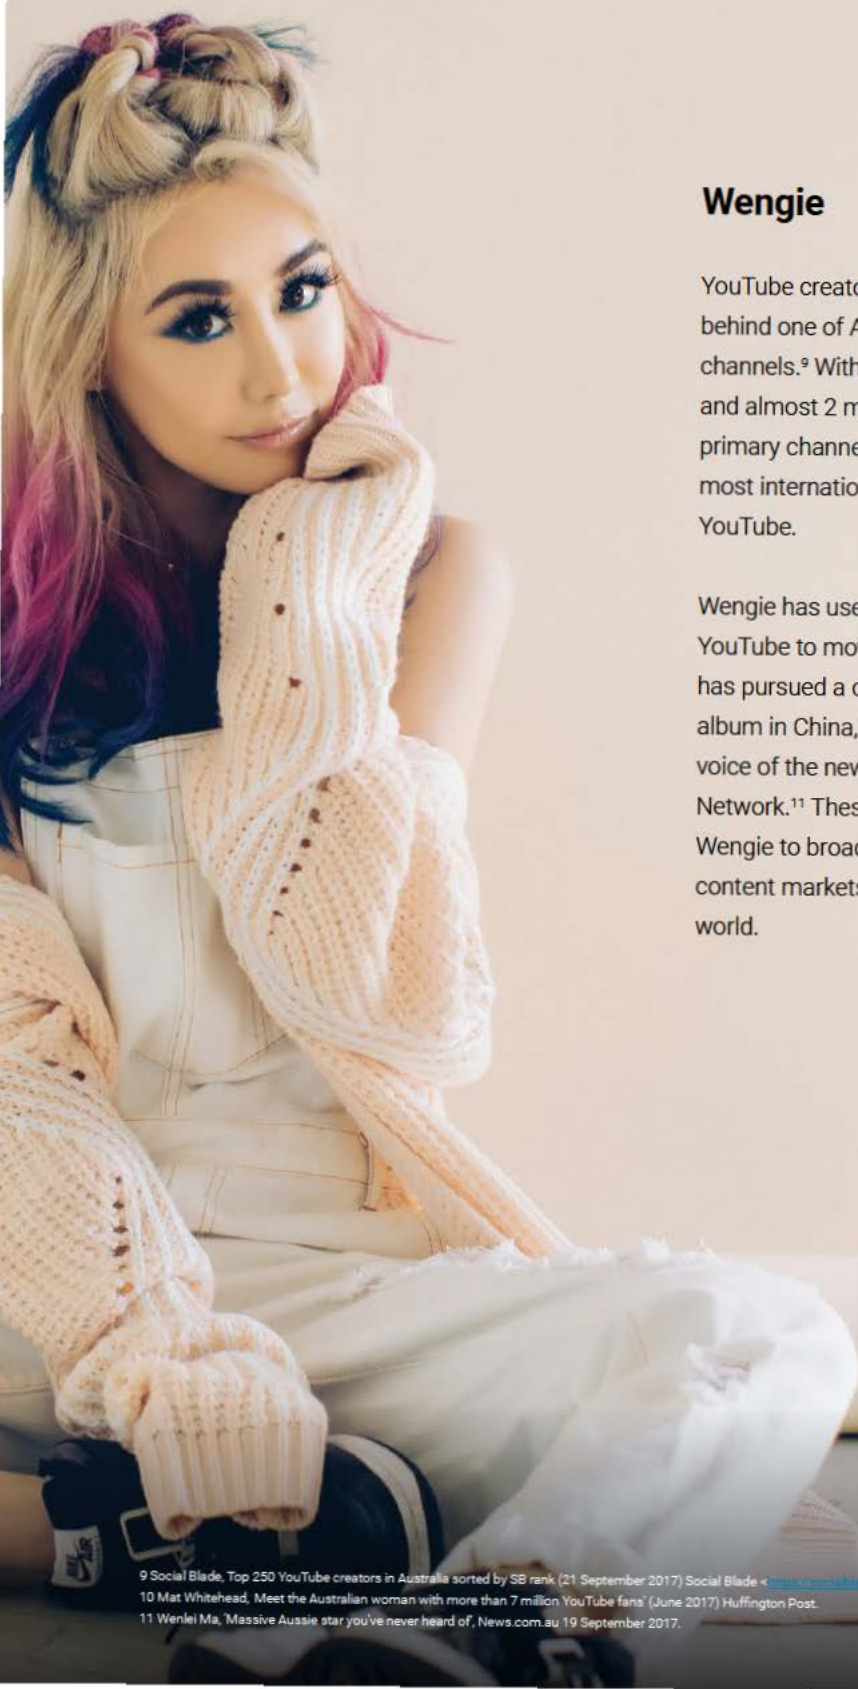 Wengie
YouTube creato
behind one of A
channels.⁹ With
and almost 2 m
primary channe
most internatio
YouTube.
Wengie has use
YouTube to mov
has pursued a c
album in China,
voice of the new
Network.¹¹ Thes
Wengie to broad
content markets
world.
NIKE
AIR
9 Social Blade, Top 250 YouTube creators in Australia sorted by SB rank (21 September 2017) Social Blade <
10 Mat Whitehead, Meet the Australian woman with more than 7 million YouTube fans' (June 2017) Huffington Post.
11 Wenlei Ma, 'Massive Aussie star you've never heard of', News.com.au 19 September 2017.